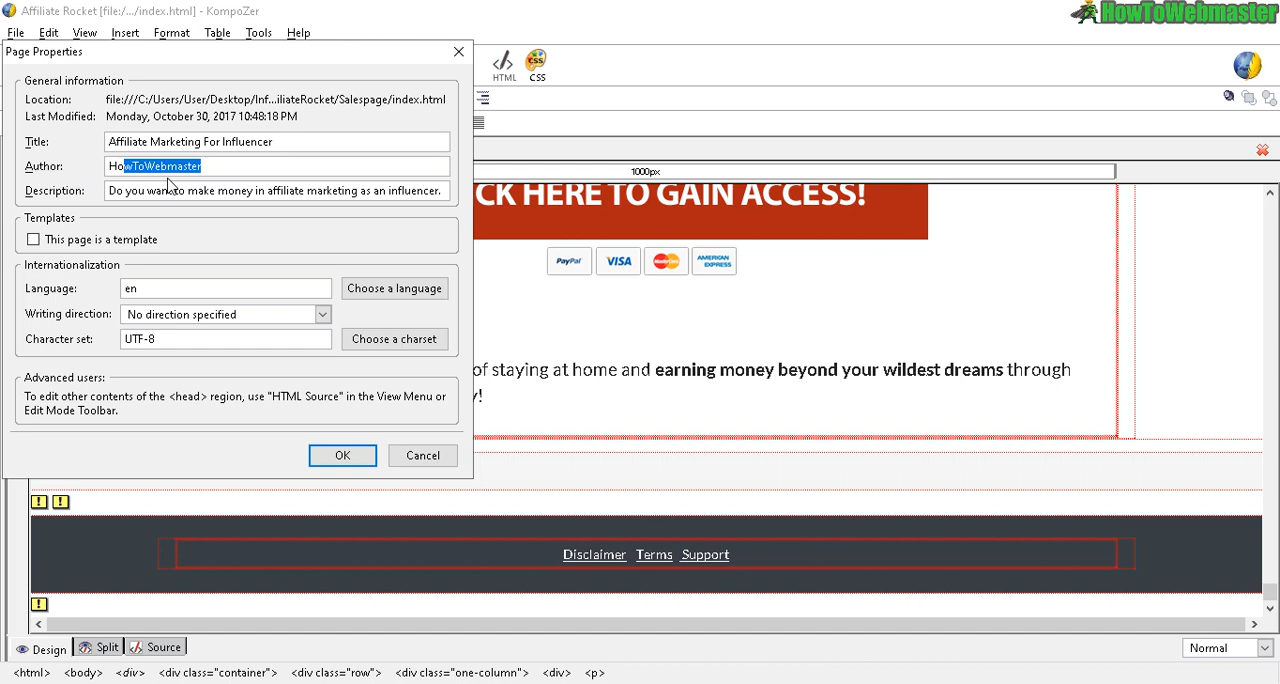 Affiliate Rocket [file:/.../index.html] - KompoZer
HowToWebmaster
File Edit View Insert Format Table Tools Help
Page Properties
HTML
CSS
CSS
General information
Location: file:///C:/Users/User/Desktop/Inf...iliateRocket/Salespage/index.html
Last Modified: Monday, October 30, 2017 10:48:18 PM
Title: Affiliate Marketing For Influencer
Author: HowToWebmaster
Description: Do you want to make money in affiliate marketing as an influencer.
1000px
CK HERE TO GAIN ACCESS!
Templates
This page is a template
PayPal VISA MasterCard AMERICAN EXPRESS
Internationalization
Language: en Choose a language
Writing direction: No direction specified
Character set: UTF-8 Choose a charset
of staying at home and earning money beyond your wildest dreams through
y!
Advanced users:
To edit other contents of the <head> region, use "HTML Source" in the View Menu or
Edit Mode Toolbar.
OK Cancel
! !
Disclaimer Terms Support
!
Design Split Source Normal
<html> <body> <div> <div class="container"> <div class="row"> <div class="one-column"> <div> <p>